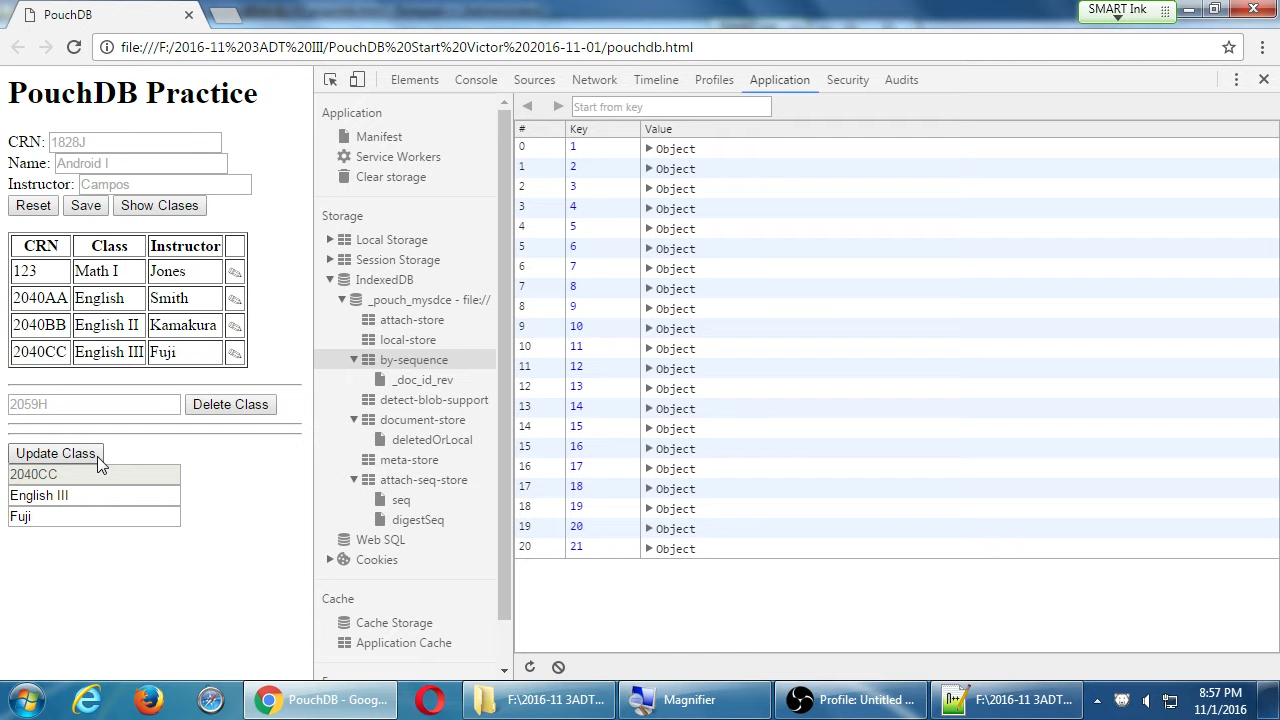 PouchDB
SMART Ink
file:///F:/2016-11%203ADT%20III/PouchDB%20Start%20Victor%202016-11-01/pouchdb.html
PouchDB Practice
CRN: 1828J
Name: Android I
Instructor: Campos
Reset Save Show Clases
CRN Class Instructor
123 Math I Jones
2040AA English Smith
2040BB English II Kamakura
2040CC English III Fuji
2059H Delete Class
Update Class
2040CC
English III
Fuji
Elements Console Sources Network Timeline Profiles Application Security Audits
Application
Manifest
Service Workers
Clear storage
Storage
Local Storage
Session Storage
IndexedDB
_pouch_mysdce - file://
attach-store
local-store
by-sequence
_doc_id_rev
detect-blob-support
document-store
deletedOrLocal
meta-store
attach-seq-store
seq
digestSeq
Web SQL
Cookies
Cache
Cache Storage
Application Cache
Start from key
# Key Value
0 1 Object
1 2 Object
2 3 Object
3 4 Object
4 5 Object
5 6 Object
6 7 Object
7 8 Object
8 9 Object
9 10 Object
10 11 Object
11 12 Object
12 13 Object
13 14 Object
14 15 Object
15 16 Object
16 17 Object
17 18 Object
18 19 Object
19 20 Object
20 21 Object
PouchDB - Goog... F:\2016-11 3ADT... Magnifier Profile: Untitled ... F:\2016-11 3ADT...
8:57 PM
11/1/2016